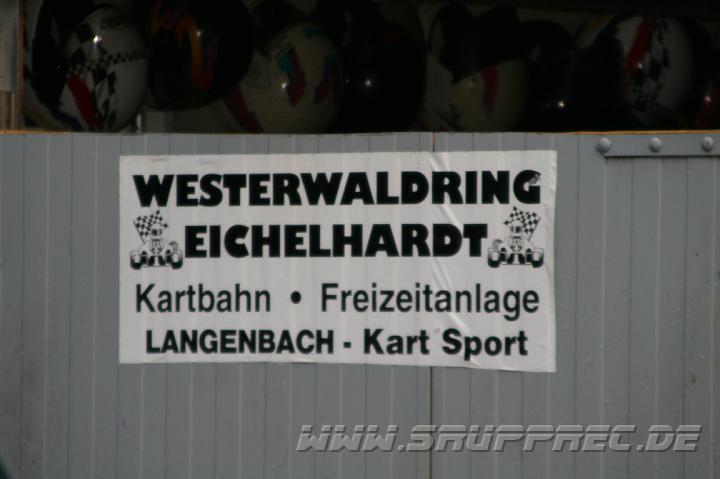 WESTERWALDRING
EICHELHARDT
Kartbahn • Freizeitanlage
LANGENBACH - Kart Sport
WWW.SRUPPREC.DE